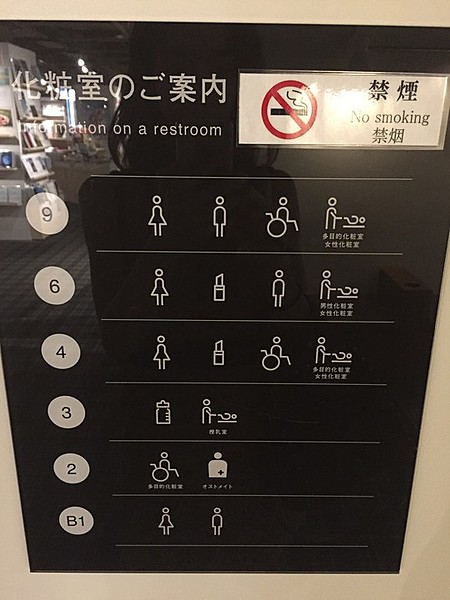 化粧室のご案内
Information on a restroom
禁煙
No smoking
禁烟
9
多目的化粧室
女性化粧室
6
男性化粧室
女性化粧室
4
多目的化粧室
女性化粧室
3
授乳室
2
多目的化粧室 オストメイト
B1